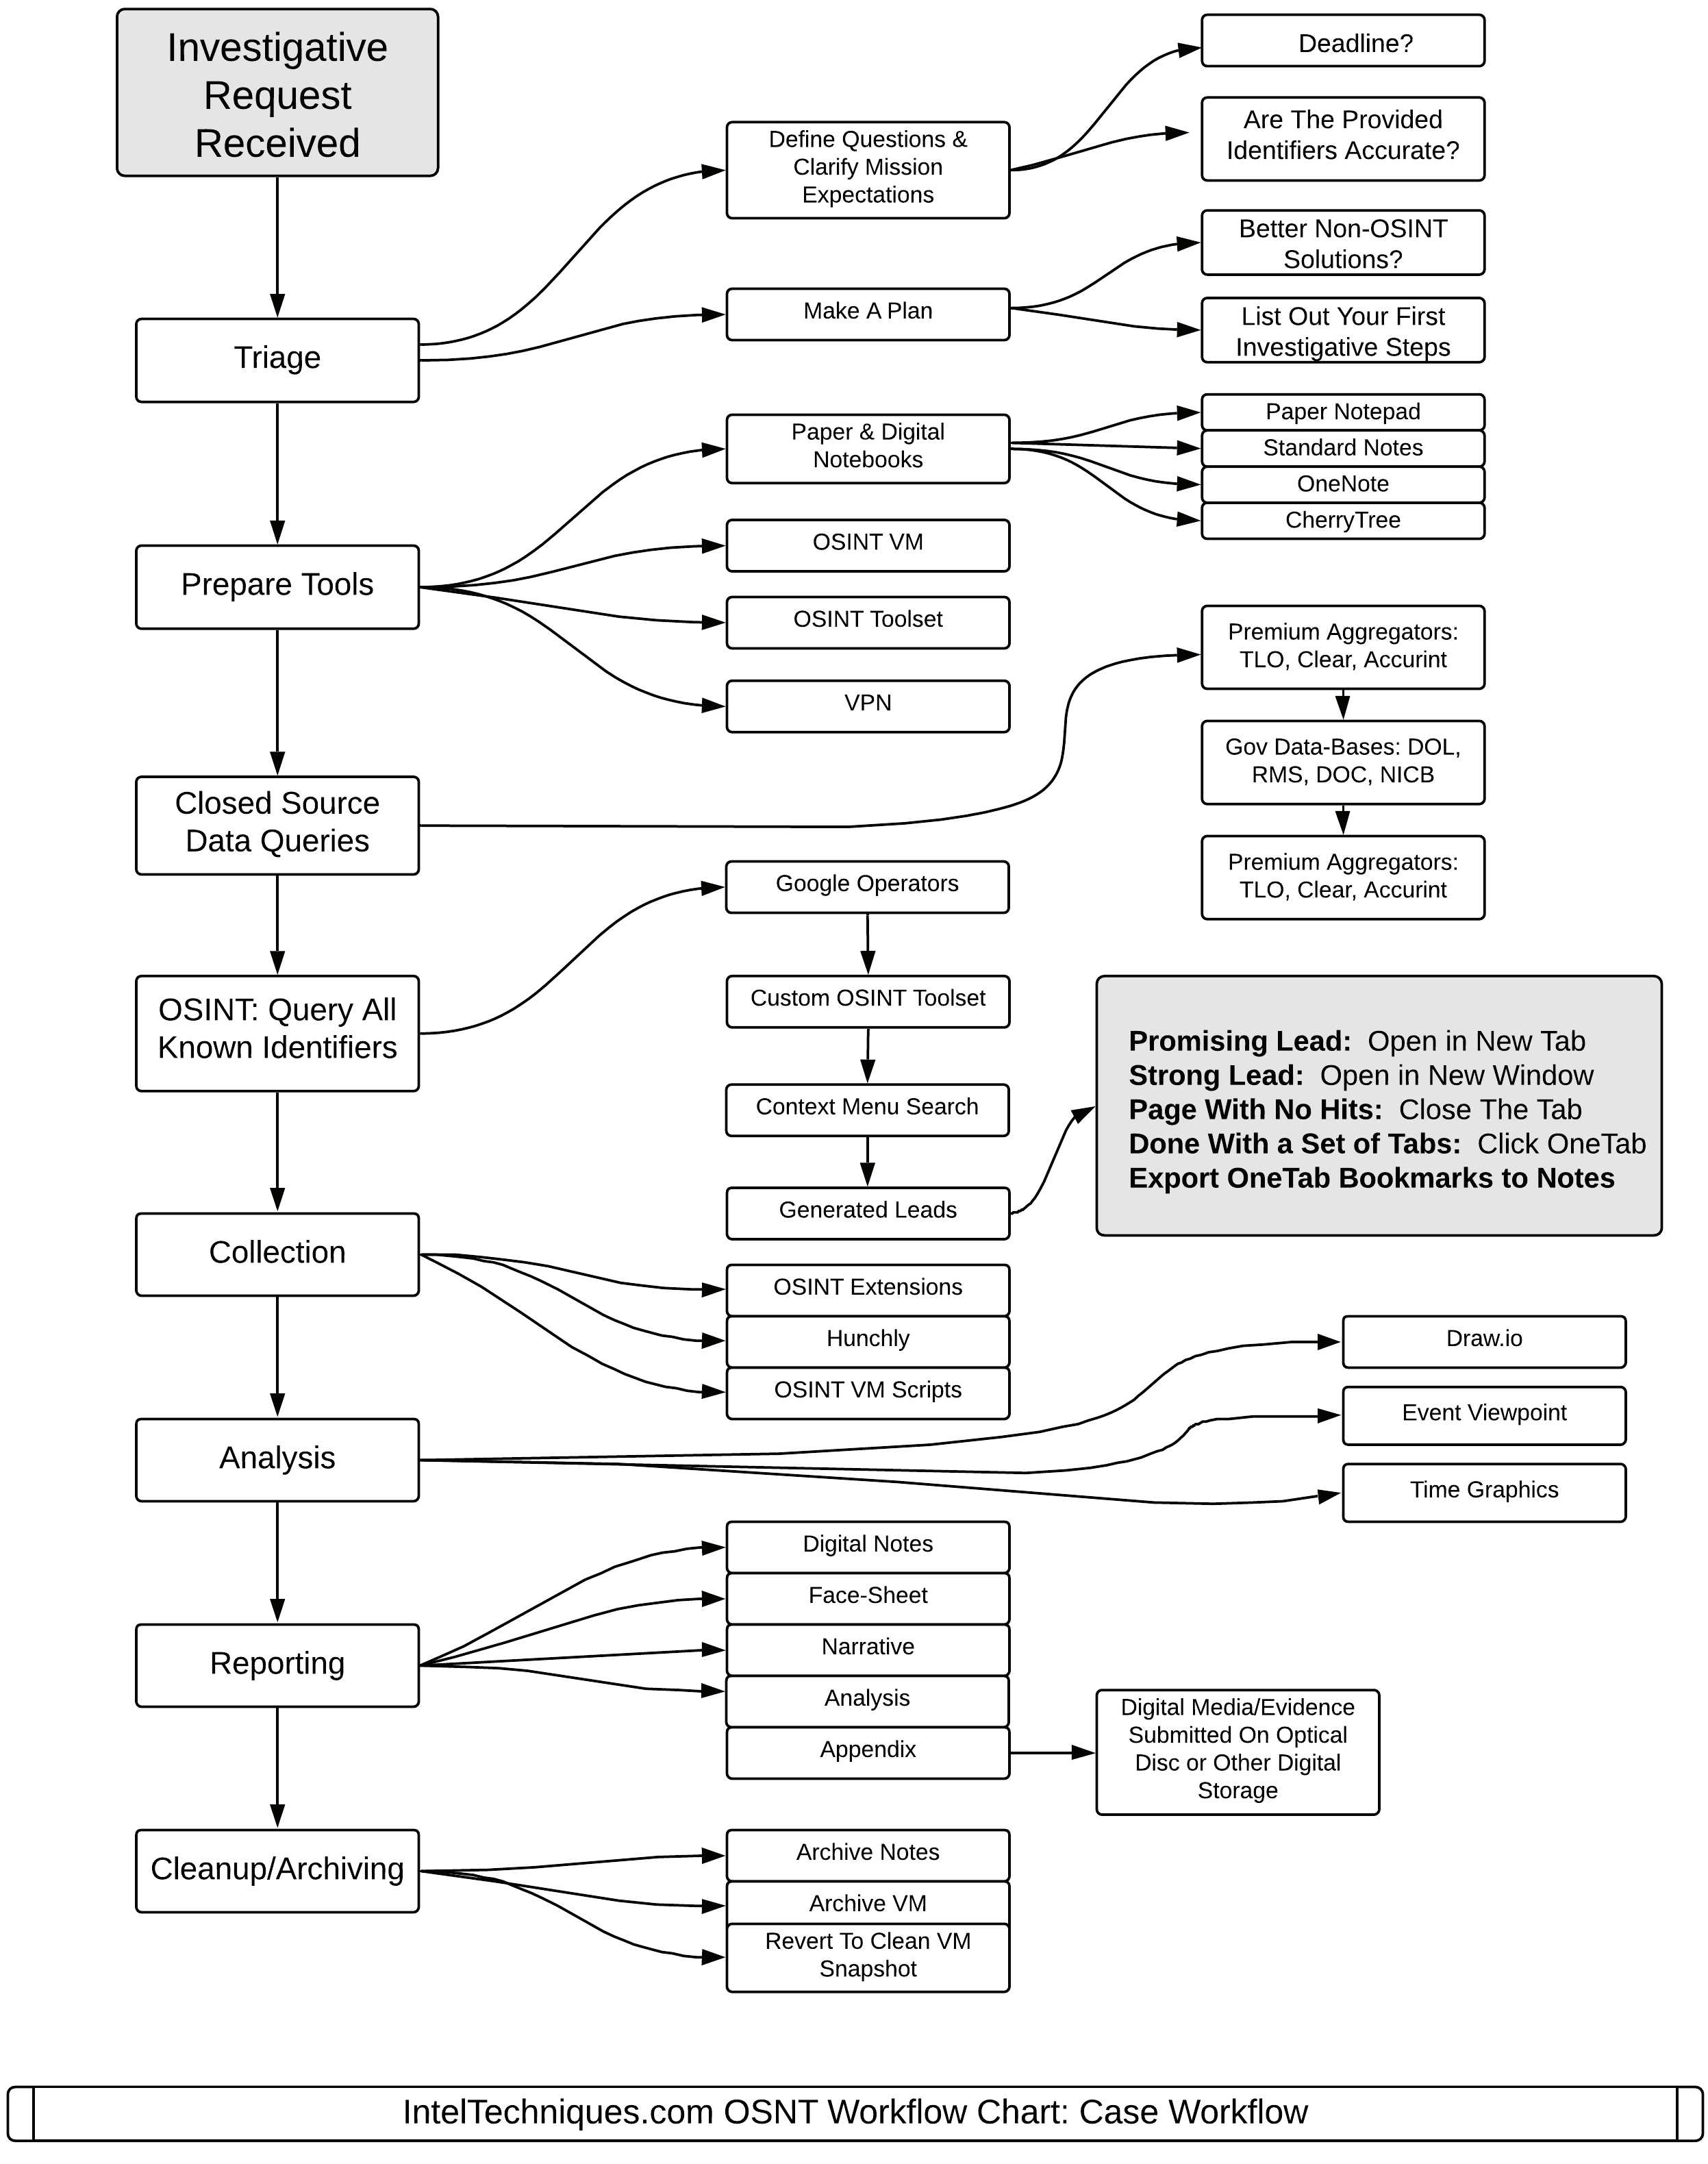 Investigative
Request
Received
Deadline?
Are The Provided
Identifiers Accurate?
Define Questions &
Clarify Mission
Expectations
Better Non-OSINT
Solutions?
Make A Plan
List Out Your First
Investigative Steps
Triage
Paper & Digital
Notebooks
Paper Notepad
Standard Notes
OneNote
CherryTree
OSINT VM
Prepare Tools
OSINT Toolset
VPN
Premium Aggregators:
TLO, Clear, Accurint
Gov Data-Bases: DOL,
RMS, DOC, NICB
Premium Aggregators:
TLO, Clear, Accurint
Closed Source
Data Queries
Google Operators
Custom OSINT Toolset
OSINT: Query All
Known Identifiers
Context Menu Search
Generated Leads
Promising Lead: Open in New Tab
Strong Lead: Open in New Window
Page With No Hits: Close The Tab
Done With a Set of Tabs: Click OneTab
Export OneTab Bookmarks to Notes
Collection
OSINT Extensions
Hunchly
OSINT VM Scripts
Draw.io
Event Viewpoint
Time Graphics
Analysis
Digital Notes
Face-Sheet
Narrative
Analysis
Appendix
Reporting
Digital Media/Evidence
Submitted On Optical
Disc or Other Digital
Storage
Cleanup/Archiving
Archive Notes
Archive VM
Revert To Clean VM
Snapshot
IntelTechniques.com OSNT Workflow Chart: Case Workflow